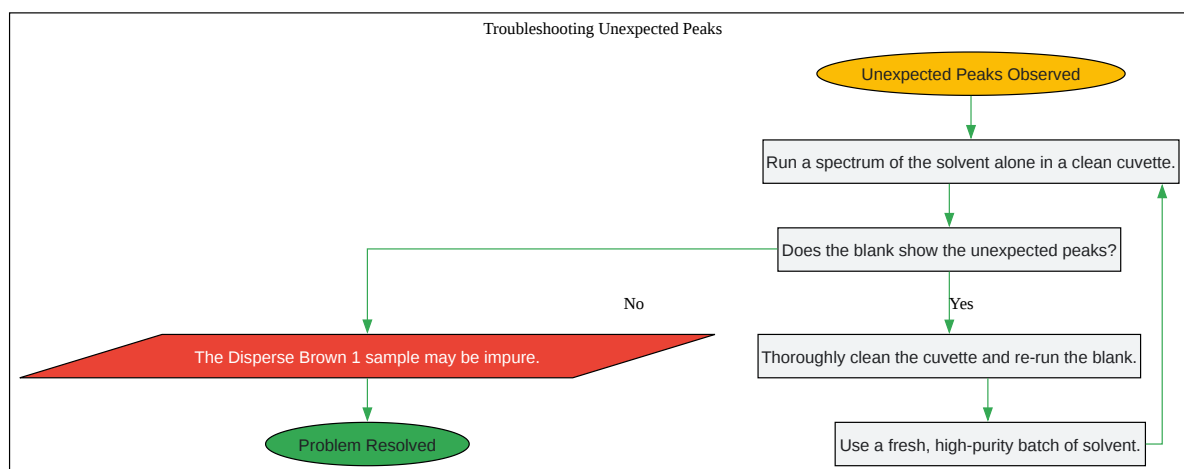 Troubleshooting Unexpected Peaks
Unexpected Peaks Observed
Run a spectrum of the solvent alone in a clean cuvette.
Does the blank show the unexpected peaks?
No
Yes
The Disperse Brown 1 sample may be impure.
Thoroughly clean the cuvette and re-run the blank.
Problem Resolved
Use a fresh, high-purity batch of solvent.